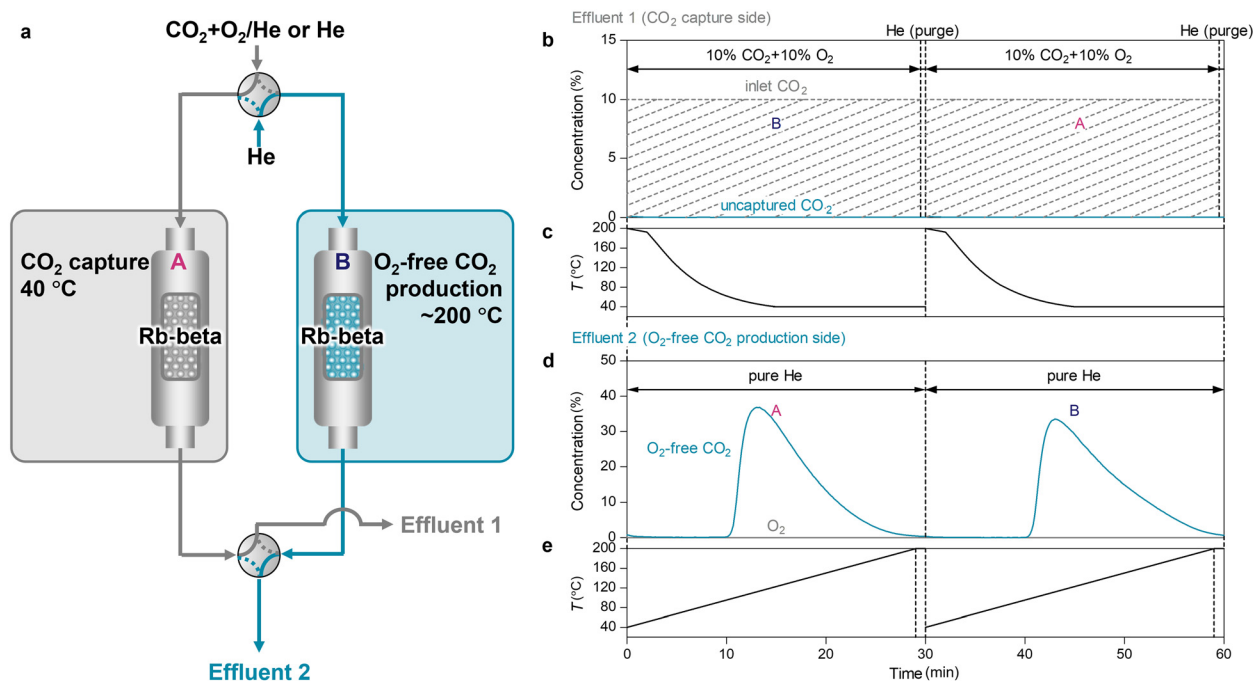 a
CO₂+O₂/He or He
He
CO₂ capture
40 °C
A
Rb-beta
B
O₂-free CO₂
production
~200 °C
Rb-beta
Effluent 1
Effluent 2
Effluent 1 (CO₂ capture side)
He (purge)
He (purge)
b
15
10
5
0
Concentration (%)
10% CO₂+10% O₂
10% CO₂+10% O₂
inlet CO₂
B
A
uncaptured CO₂
c
200
160
120
80
40
T (°C)
Effluent 2 (O₂-free CO₂ production side)
d
50
40
30
20
10
0
Concentration (%)
pure He
pure He
A
B
O₂-free CO₂
O₂
e
200
160
120
80
40
T (°C)
0
10
20
30
40
50
60
Time (min)